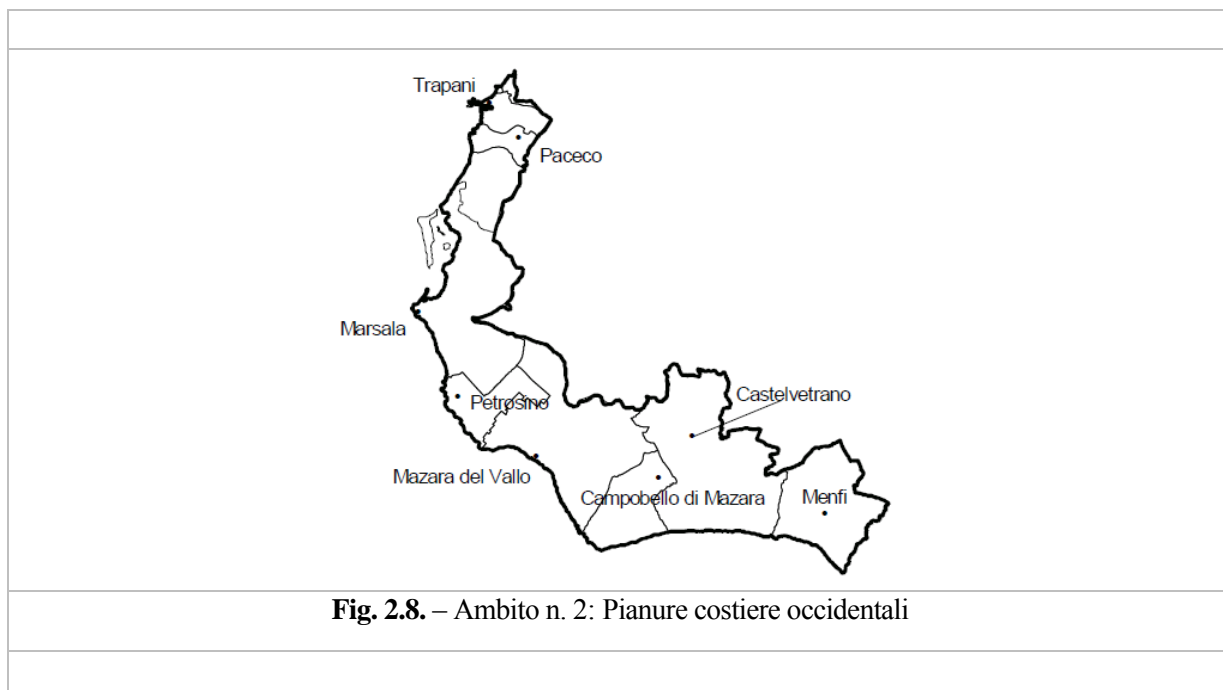 Trapani
Paceco
Marsala
Castelvetrano
Petrosino
Mazara del Vallo
Campobello di Mazara
Menfi
Fig. 2.8. – Ambito n. 2: Pianure costiere occidentali